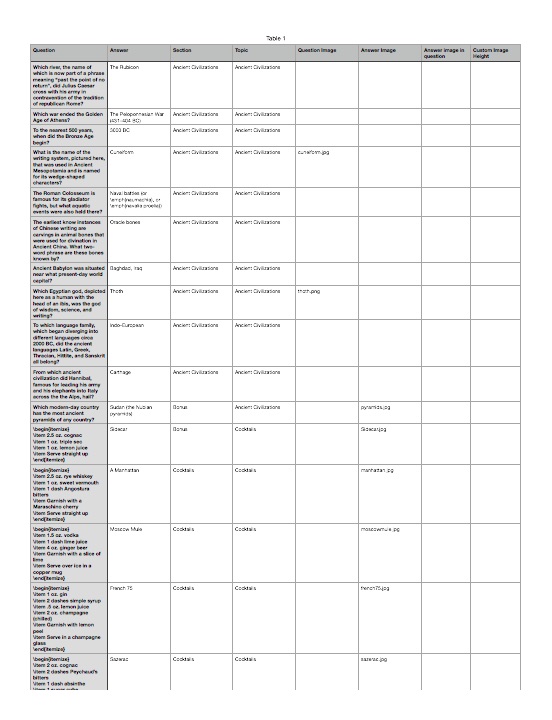 Table 1
Question Answer Section Topic Question Image Answer Image Answer image in question Custom Image Height
Which river, the name of
which is now part of a phrase
meaning "past the point of no
return", did Julius Caesar
cross with his army in
contravention of the tradition
of republican Rome?
The Rubicon
Ancient Civilizations
Ancient Civilizations
Which war ended the Golden
Age of Athens?
The Peloponnesian War
(431-404 BC)
Ancient Civilizations
Ancient Civilizations
To the nearest 500 years,
when did the Bronze Age
begin?
3000 BC
Ancient Civilizations
Ancient Civilizations
What is the name of the
writing system, pictured here,
that was used in Ancient
Mesopotamia and is named
for its wedge-shaped
characters?
Cuneiform
Ancient Civilizations
Ancient Civilizations
cuneiform.jpg
The Roman Colosseum is
famous for its gladiator
fights, but what aquatic
events were also held there?
Naval battles (or
\emph{naumachia}, or
\emph{navalia proelia})
Ancient Civilizations
Ancient Civilizations
The earliest know instances
of Chinese writing are
carvings in animal bones that
were used for divination in
Ancient China. What two-
word phrase are these bones
known by?
Oracle bones
Ancient Civilizations
Ancient Civilizations
Ancient Babylon was situated
near what present-day world
capital?
Baghdad, Iraq
Ancient Civilizations
Ancient Civilizations
Which Egyptian god, depicted
here as a human with the
head of an ibis, was the god
of wisdom, science, and
writing?
Thoth
Ancient Civilizations
Ancient Civilizations
thoth.png
To which language family,
which began diverging into
different languages circa
2000 BC, did the ancient
languages Latin, Greek,
Thracian, Hittite, and Sanskrit
all belong?
Indo-European
Ancient Civilizations
Ancient Civilizations
From which ancient
civilization did Hannibal,
famous for leading his army
and his elephants into Italy
across the the Alps, hail?
Carthage
Ancient Civilizations
Ancient Civilizations
Which modern-day country
has the most ancient
pyramids of any country?
Sudan (the Nubian
pyramids)
Bonus
Ancient Civilizations
pyramids.jpg
\begin{itemize}
\item 2.5 oz. cognac
\item 1 oz. triple sec
\item 1 oz. lemon juice
\item Serve straight up
\end{itemize}
Sidecar
Bonus
Cocktails
Sidecar.jpg
\begin{itemize}
\item 2.5 oz. rye whiskey
\item 1 oz. sweet vermouth
\item 1 dash Angostura
bitters
\item Garnish with a
Maraschino cherry
\item Serve straight up
\end{itemize}
A Manhattan
Cocktails
Cocktails
manhattan.jpg
\begin{itemize}
\item 1.5 oz. vodka
\item 1 dash lime juice
\item 4 oz. ginger beer
\item Garnish with a slice of
lime
\item Serve over ice in a
copper mug
\end{itemize}
Moscow Mule
Cocktails
Cocktails
moscowmule.jpg
\begin{itemize}
\item 1 oz. gin
\item 2 dashes simple syrup
\item .5 oz. lemon juice
\item 2 oz. champagne
(chilled)
\item Garnish with lemon
peel
\item Serve in a champagne
glass
\end{itemize}
French 75
Cocktails
Cocktails
french75.jpg
\begin{itemize}
\item 2 oz. cognac
\item 2 dashes Peychaud's
bitters
\item 1 dash absinthe
Sazerac
Cocktails
Cocktails
sazerac.jpg